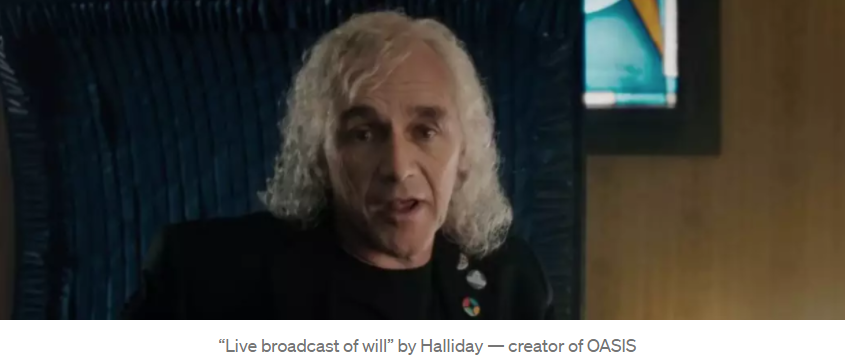 “Live broadcast of will” by Halliday — creator of OASIS